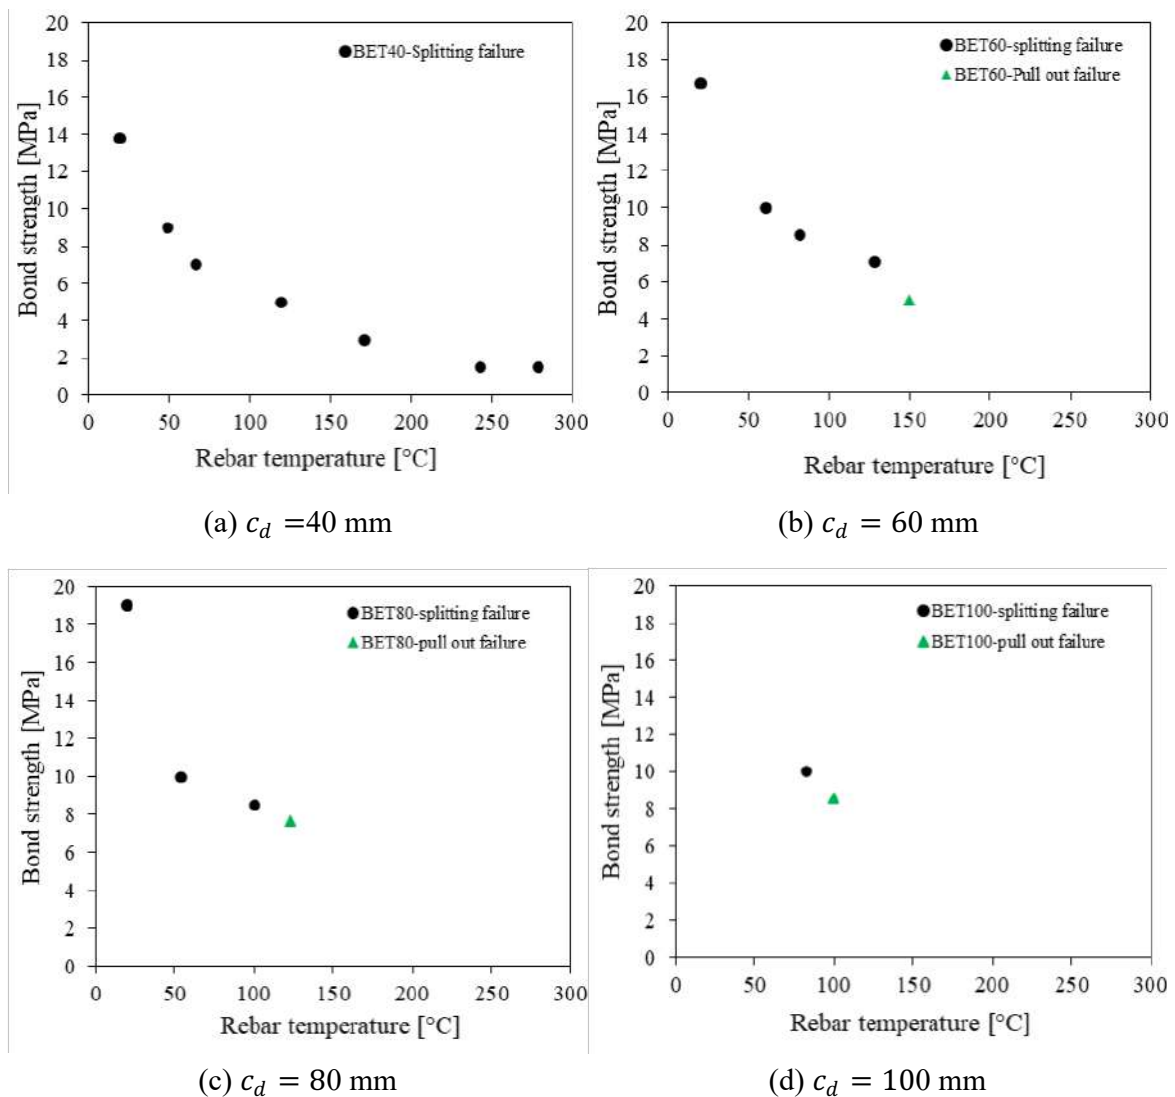 20
18
16
14
12
10
8
6
4
2
0
Bond strength [MPa]
BET40-Splitting failure
0 50 100 150 200 250 300
Rebar temperature [°C]
(a) c_d =40 mm
20
18
16
14
12
10
8
6
4
2
0
Bond strength [MPa]
BET60-splitting failure
BET60-Pull out failure
0 50 100 150 200 250 300
Rebar temperature [°C]
(b) c_d = 60 mm
20
18
16
14
12
10
8
6
4
2
0
Bond strength [MPa]
BET80-splitting failure
BET80-pull out failure
0 50 100 150 200 250 300
Rebar temperature [°C]
(c) c_d = 80 mm
20
18
16
14
12
10
8
6
4
2
0
Bond strength [MPa]
BET100-splitting failure
BET100-pull out failure
0 50 100 150 200 250 300
Rebar temperature [°C]
(d) c_d = 100 mm